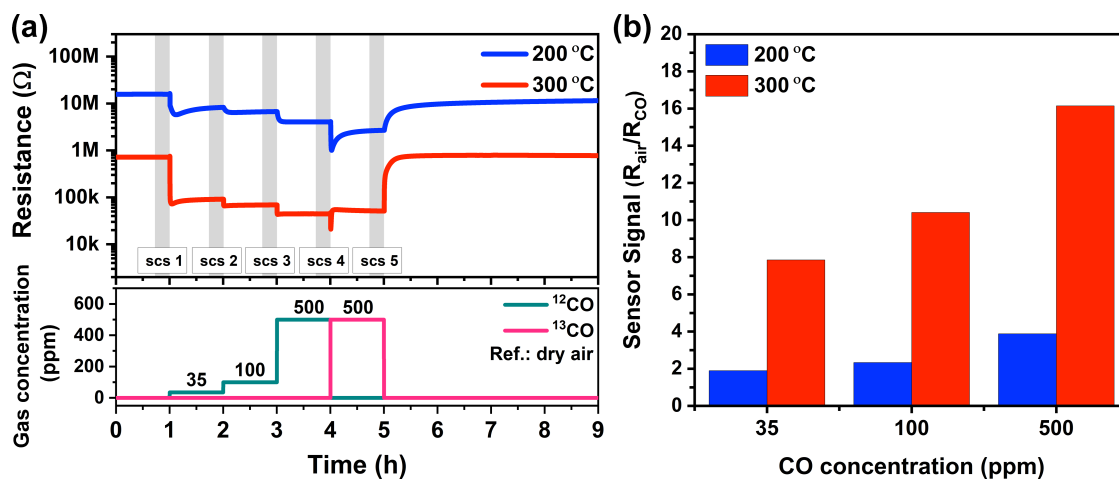 (a)
200 °C
300 °C
100M
10M
1M
100k
10k
Resistance (Ω)
scs 1 scs 2 scs 3 scs 4 scs 5
600
400
200
0
Gas concentration
(ppm)
35
100
500
500
¹²CO
¹³CO
Ref.: dry air
0 1 2 3 4 5 6 7 8 9
Time (h)
(b)
200 °C
300 °C
20
18
16
14
12
10
8
6
4
2
0
Sensor Signal (R_air/R_CO)
35 100 500
CO concentration (ppm)